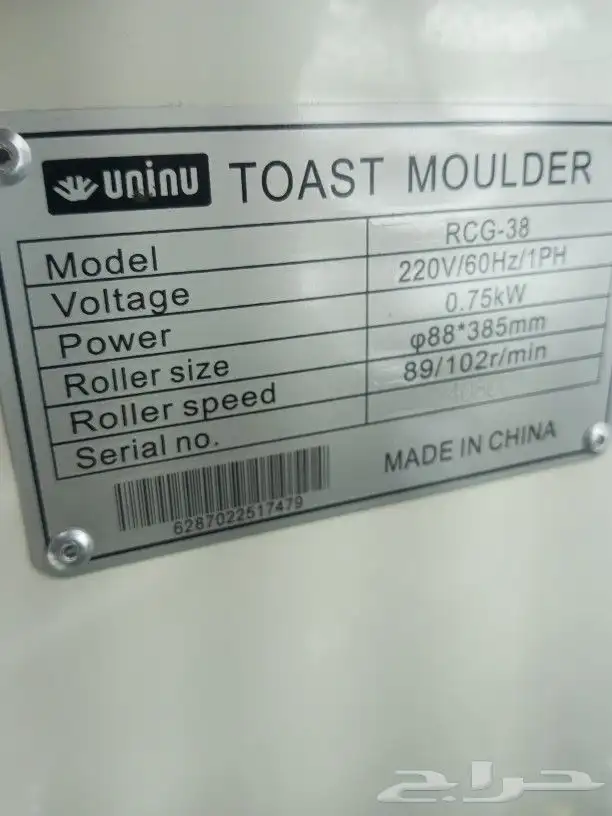 uninu TOAST MOULDER
Model RCG-38
Voltage 220V/60Hz/1PH
Power 0.75kW
Roller size φ88*385mm
Roller speed 89/102r/min
Serial no.
MADE IN CHINA
6287022517479
حراج